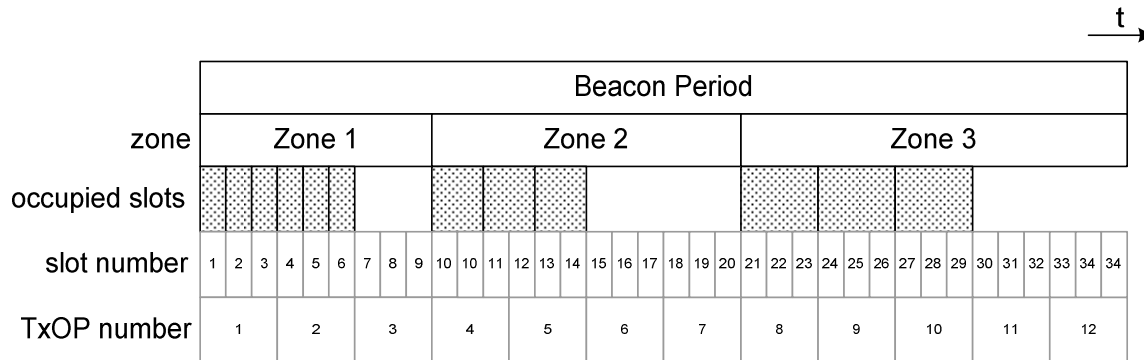 t
Beacon Period
zone Zone 1 Zone 2 Zone 3
occupied slots
slot number 1 2 3 4 5 6 7 8 9 10 10 11 12 13 14 15 16 17 18 19 20 21 22 23 24 25 26 27 28 29 30 31 32 33 34 34
TxOP number 1 2 3 4 5 6 7 8 9 10 11 12